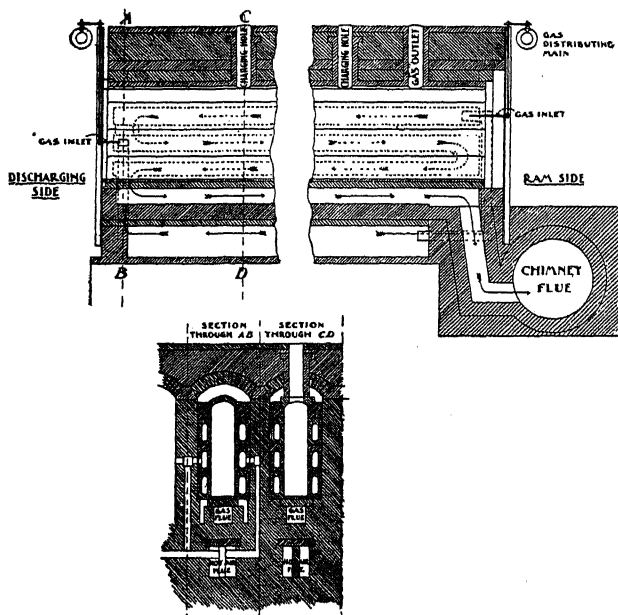 A
C
GAS
DISTRIBUTING
MAIN
CHARGING HOLE
CHARGING HOLE
GAS OUTLET
GAS INLET
GAS INLET
DISCHARGING
SIDE
RAM SIDE
B
D
CHIMNEY
FLUE
SECTION
THROUGH AB
SECTION
THROUGH C.D
GAS
FLUE
GAS
FLUE